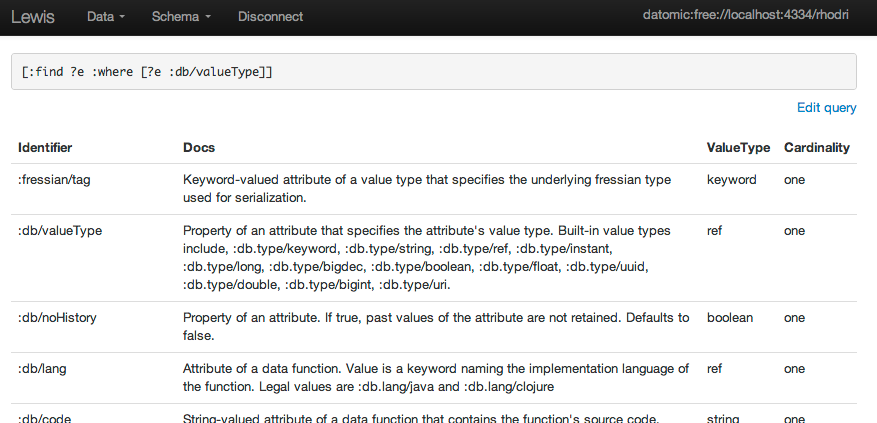 Lewis Data Schema Disconnect datomic:free://localhost:4334/rhodri
[:find ?e :where [?e :db/valueType]]
Edit query
Identifier Docs ValueType Cardinality
:fressian/tag Keyword-valued attribute of a value type that specifies the underlying fressian type keyword one
used for serialization.
:db/valueType Property of an attribute that specifies the attribute's value type. Built-in value types ref one
include, :db.type/keyword, :db.type/string, :db.type/ref, :db.type/instant,
:db.type/long, :db.type/bigdec, :db.type/boolean, :db.type/float, :db.type/uuid,
:db.type/double, :db.type/bigint, :db.type/uri.
:db/noHistory Property of an attribute. If true, past values of the attribute are not retained. Defaults to boolean one
false.
:db/lang Attribute of a data function. Value is a keyword naming the implementation language of ref one
the function. Legal values are :db.lang/java and :db.lang/clojure
:db/code String-valued attribute of a data function that contains the function's source code. string one